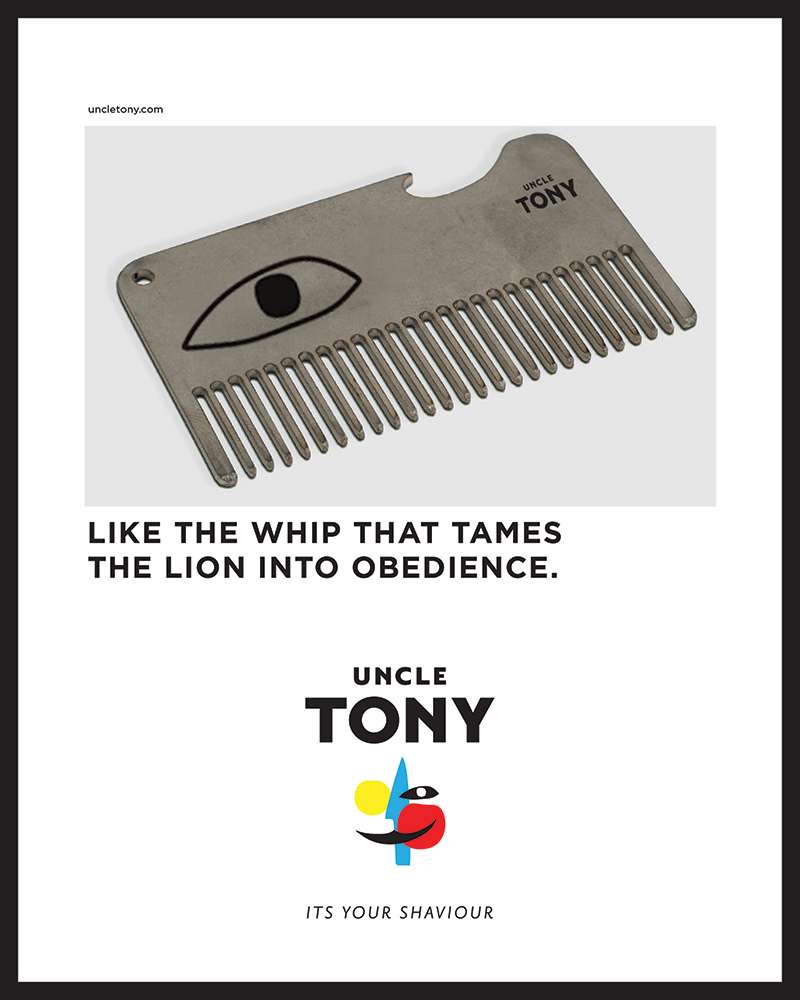 uncletony.com
UNCLE
TONY
LIKE THE WHIP THAT TAMES
THE LION INTO OBEDIENCE.
UNCLE
TONY
ITS YOUR SHAVIOUR